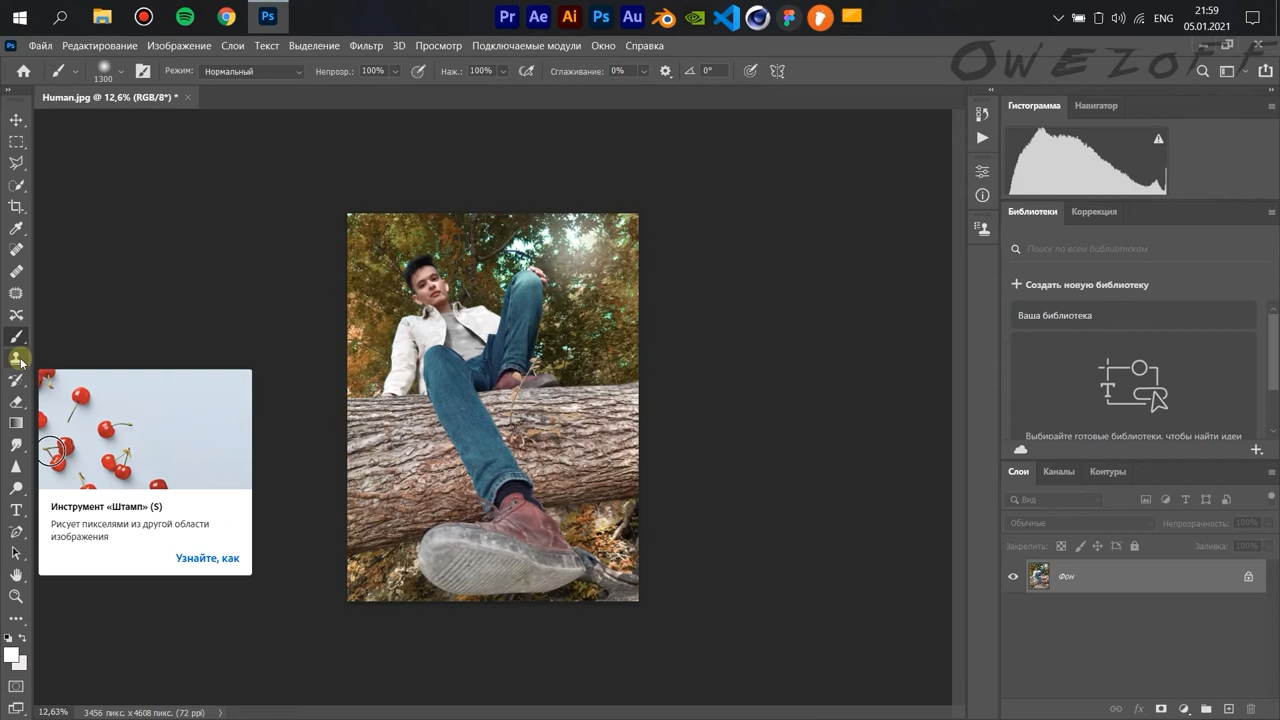 Ps
Pr Ae Ai Ps Au
ENG
21:59
05.01.2021
Ps Файл Редактирование Изображение Слои Текст Выделение Фильтр 3D Просмотр Подключаемые модули Окно Справка
OWEZOFF
1300
Режим: Нормальный Непрозр.: 100% Наж.: 100% Сглаживание: 0% 0°
Human.jpg @ 12,6% (RGB/8*) *
Гистограмма Навигатор
Библиотеки Коррекция
Поиск по всем библиотекам
Создать новую библиотеку
Ваша библиотека
Выбирайте готовые библиотеки, чтобы найти идеи
Инструмент «Штамп» (S)
Рисует пикселями из другой области
изображения
Узнайте, как
Слои Каналы Контуры
Вид
Обычные Непрозрачность: 100%
Закрепить: Заливка: 100%
Фон
12,63% 3456 пикс. x 4608 пикс. (72 ppi)